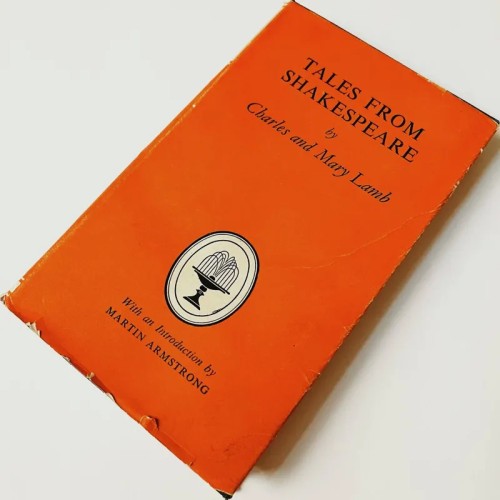 TALES FROM
SHAKESPEARE
by
Charles and Mary Lamb
With an Introduction by
MARTIN ARMSTRONG